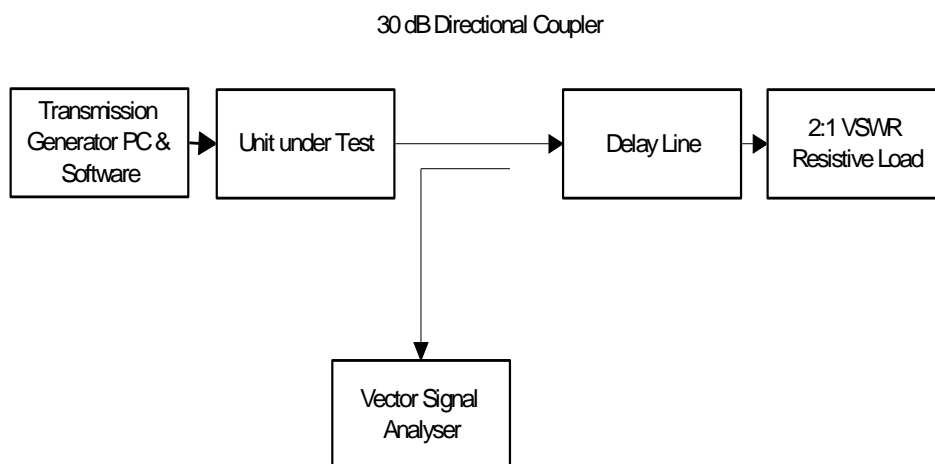 30 dB Directional Coupler
Transmission
Generator PC &
Software
Unit under Test
Delay Line
2:1 VSWR
Resistive Load
Vector Signal
Analyser